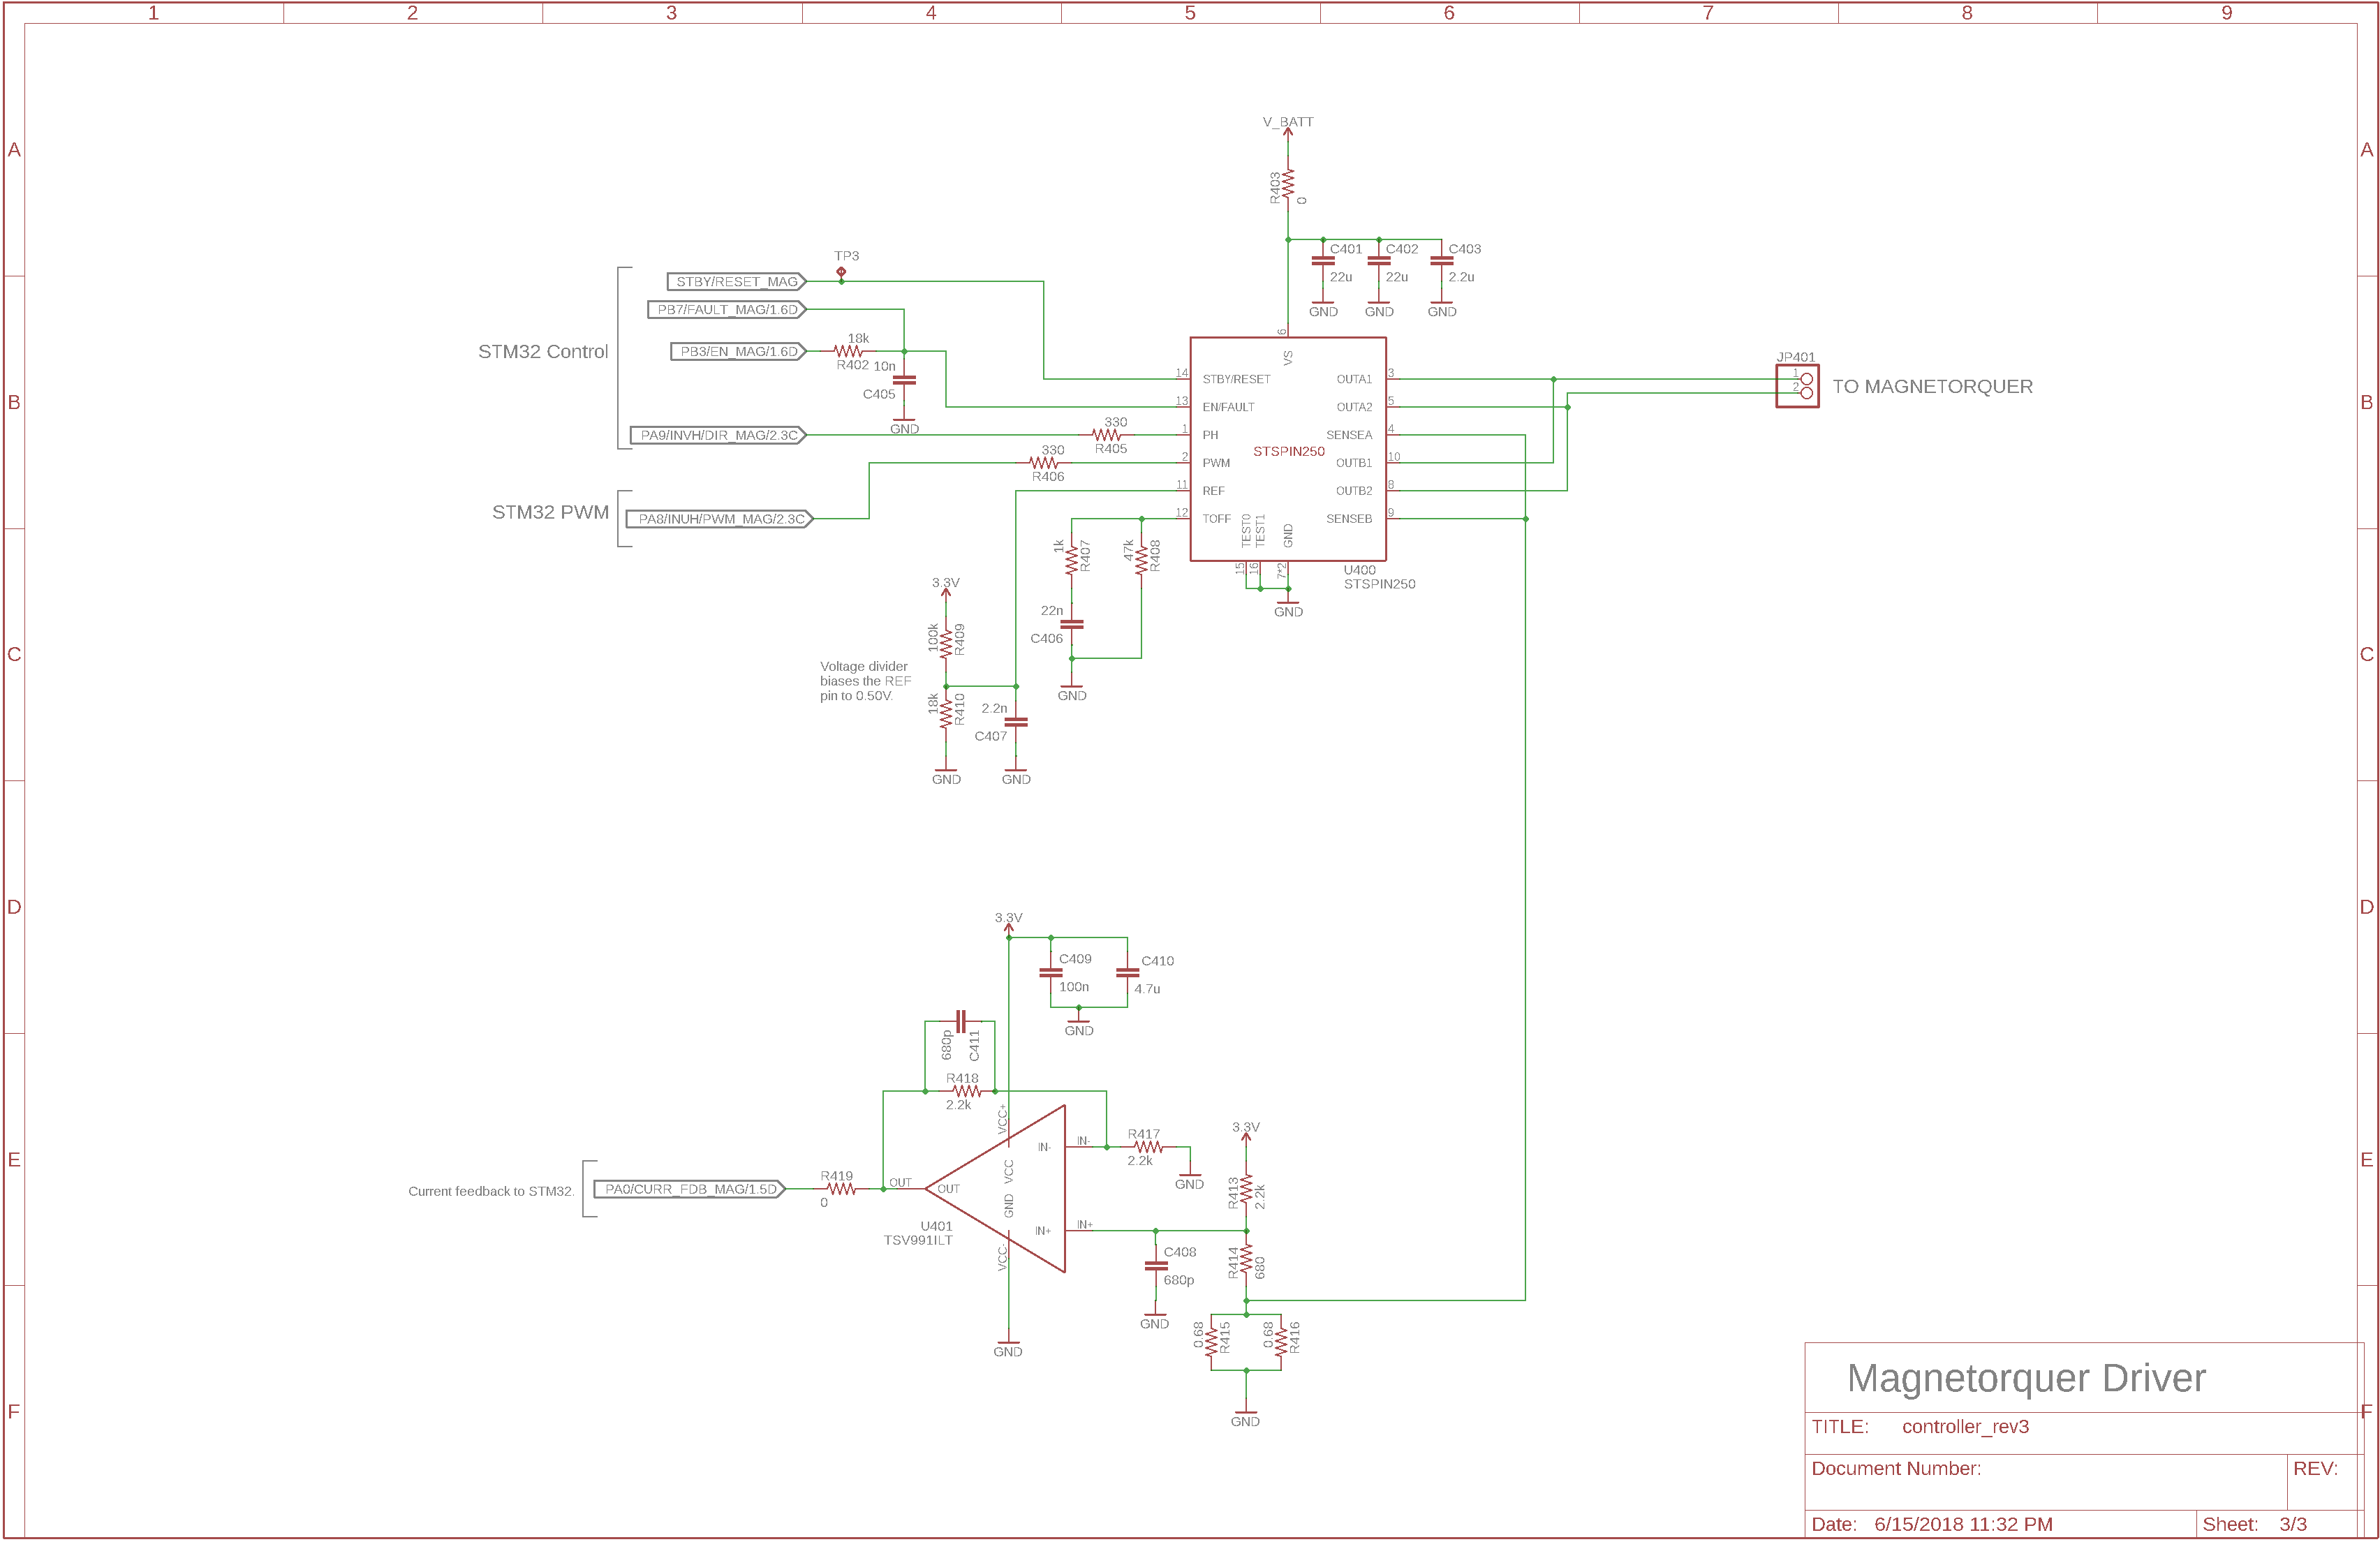 1 2 3 4 5 6 7 8 9
A A
B B
C C
D D
E E
F F
V_BATT
R403
0
C401
22u
GND
C402
22u
GND
C403
2.2u
GND
TP3
STM32 Control
STBY/RESET_MAG
PB7/FAULT_MAG/1.6D
PB3/EN_MAG/1.6D
18k
R402
10n
C405
GND
PA9/INVH/DIR_MAG/2.3C
330
R405
330
R406
STM32 PWM
PA8/INUH/PWM_MAG/2.3C
6
VS
14 STBY/RESET OUTA1 3
13 EN/FAULT OUTA2 5
1 PH SENSEA 4
STSPIN250
2 PWM OUTB1 10
11 REF OUTB2 8
12 TOFF SENSEB 9
TEST0
TEST1
GND
15
16
7*2
U400
STSPIN250
GND
JP401
1
2
TO MAGNETORQUER
1k
R407
47k
R408
22n
C406
GND
3.3V
100k
R409
Voltage divider
biases the REF
pin to 0.50V.
18k
R410
2.2n
C407
GND
GND
3.3V
C409
100n
C410
4.7u
GND
680p
C411
R418
2.2k
VCC+
IN- IN-
R417
2.2k
GND
3.3V
R413
2.2k
Current feedback to STM32.
PA0/CURR_FDB_MAG/1.5D
R419
0
OUT OUT
VCC
GND
U401
TSV991ILT
VCC-
IN+ IN+
GND
C408
680p
GND
R414
680
0.68
R415
0.68
R416
GND
Magnetorquer Driver
TITLE: controller_rev3
Document Number:
REV:
Date: 6/15/2018 11:32 PM
Sheet: 3/3